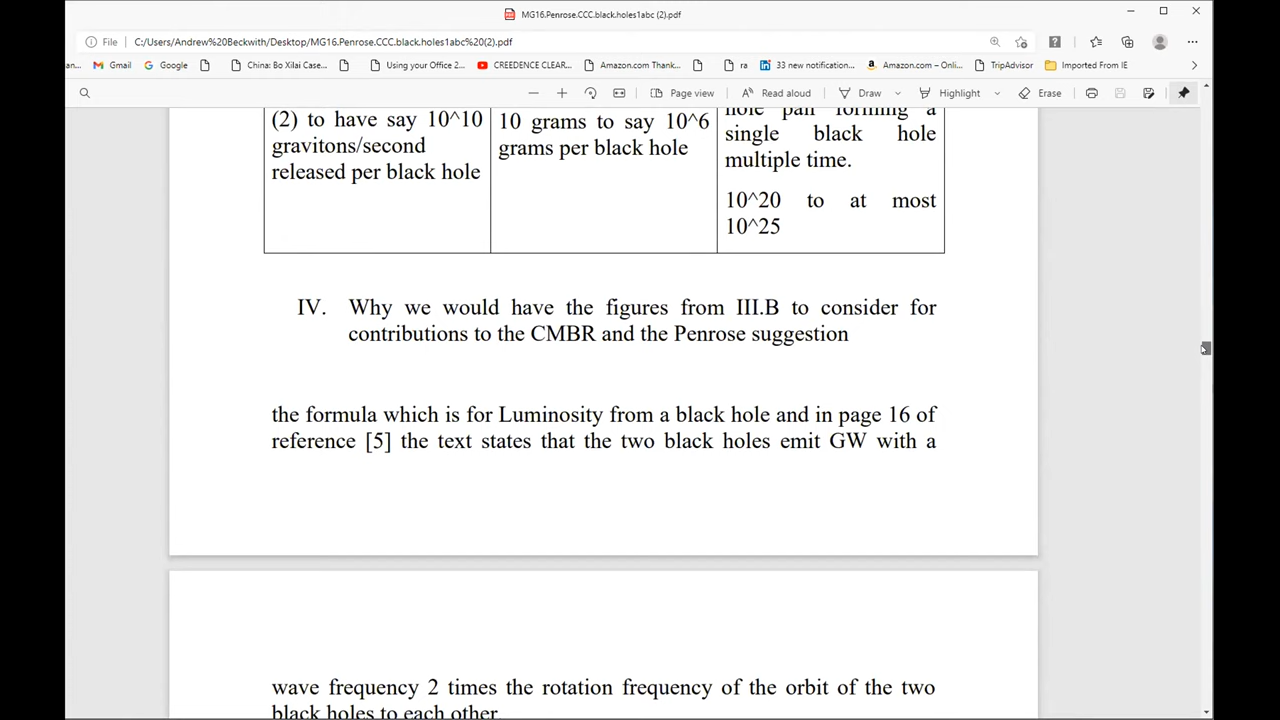 MG16.Penrose.CCC.black.holes1abc (2).pdf
File C:/Users/Andrew%20Beckwith/Desktop/MG16.Penrose.CCC.black.holes1abc%20(2).pdf
an... Gmail Google China: Bo Xilai Case... Using your Office 2... CREEDENCE CLEAR... Amazon.com Thank... ra 33 new notification... Amazon.com – Onli... TripAdvisor Imported From IE
Page view Read aloud Draw Highlight Erase
(2) to have say 10^10
gravitons/second
released per black hole
10 grams to say 10^6
grams per black hole
hole pair forming a
single black hole
multiple time.
10^20 to at most
10^25
IV. Why we would have the figures from III.B to consider for
contributions to the CMBR and the Penrose suggestion
the formula which is for Luminosity from a black hole and in page 16 of
reference [5] the text states that the two black holes emit GW with a
wave frequency 2 times the rotation frequency of the orbit of the two
black holes to each other